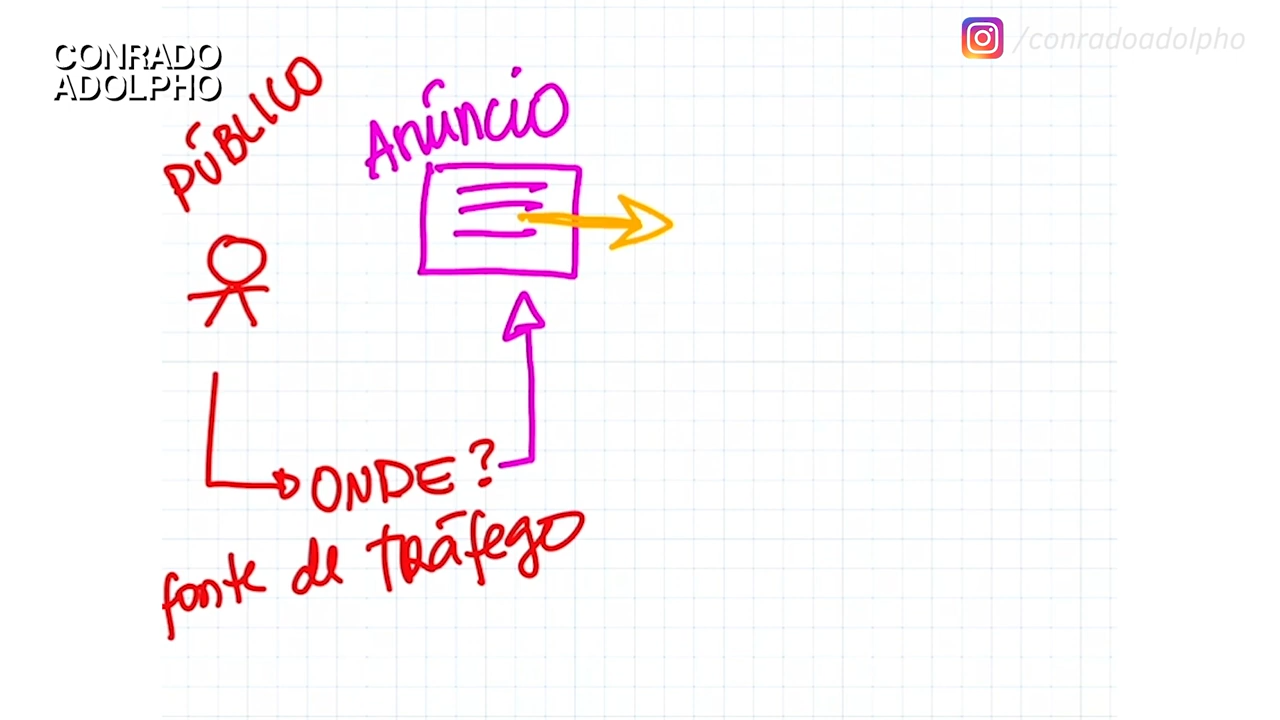 CONRADO
ADOLPHO
/conradoadolpho
PÚBLICO
Anúncio
ONDE?
fonte de tráfego